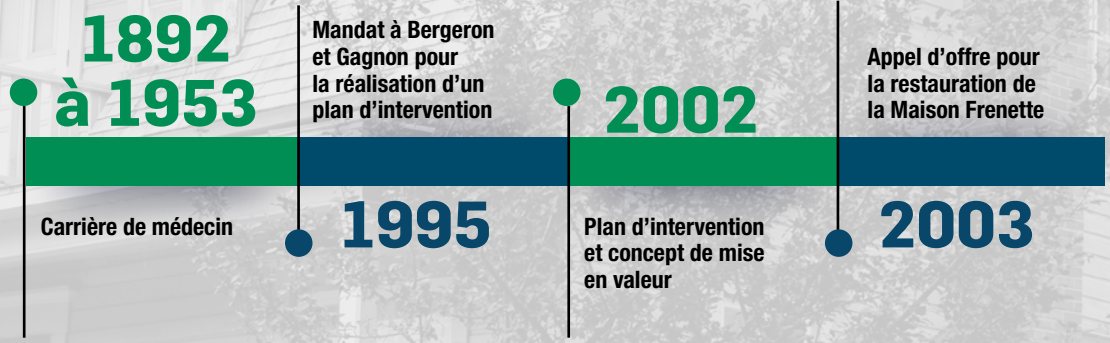 1892
à 1953
Carrière de médecin
Mandat à Bergeron
et Gagnon pour
la réalisation d'un
plan d'intervention
1995
2002
Plan d'intervention
et concept de mise
en valeur
Appel d'offre pour
la restauration de
la Maison Frenette
2003